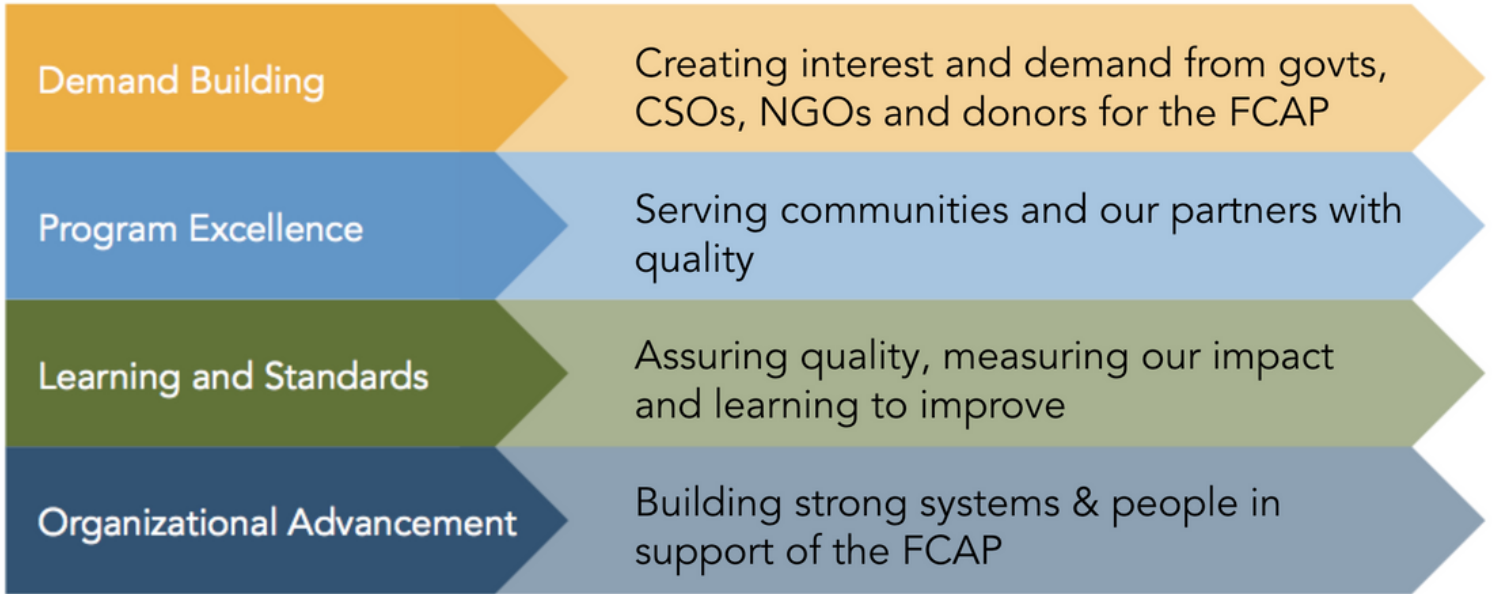 Demand Building
Creating interest and demand from govts,
CSOs, NGOs and donors for the FCAP
Program Excellence
Serving communities and our partners with
quality
Learning and Standards
Assuring quality, measuring our impact
and learning to improve
Organizational Advancement
Building strong systems & people in
support of the FCAP